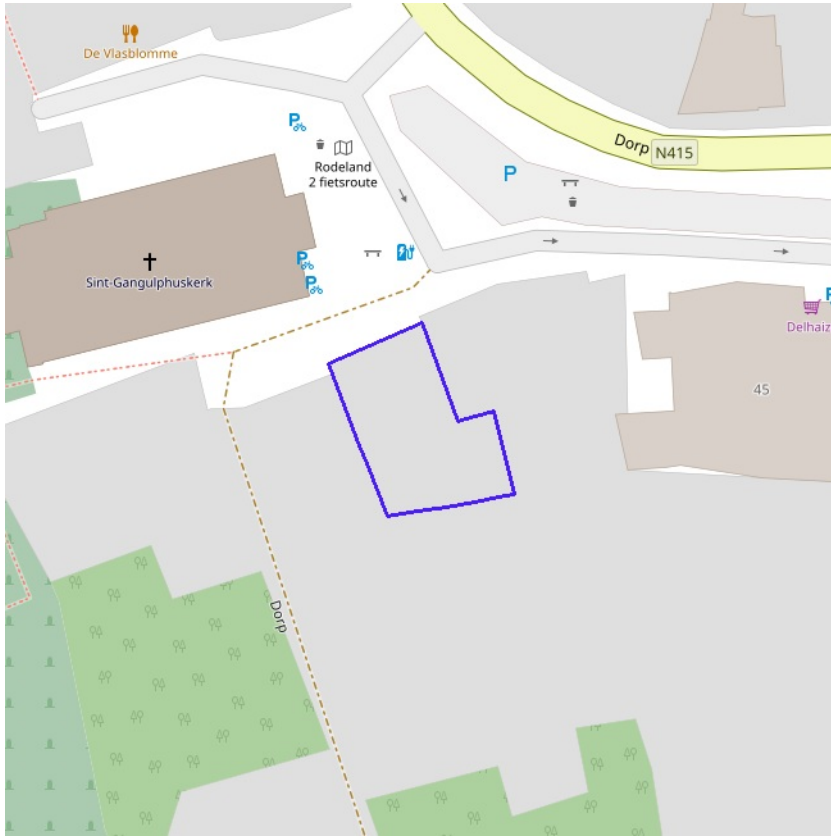 De Vlasblomme
P
Rodeland
2 fietsroute
Dorp
N415
P
Sint-Gangulphuskerk
P
P
Delhaiz
45
Dorp